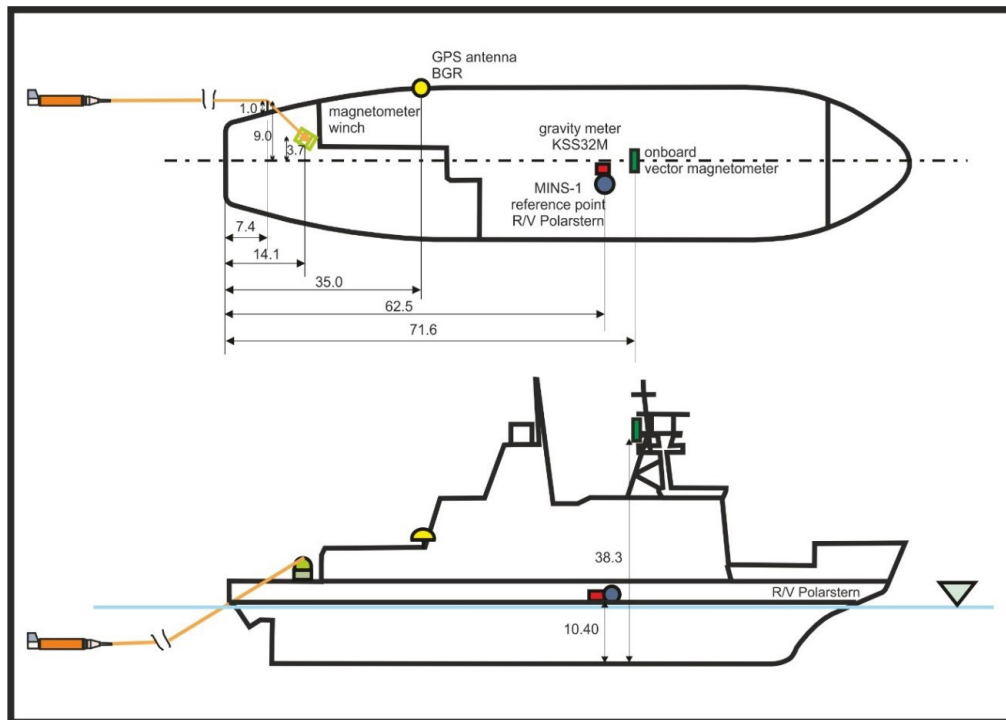 GPS antenna
BGR
1.0
magnetometer
winch
9.0
3.7
gravity meter
KSS32M
onboard
vector magnetometer
MINS-1
reference point
R/V Polarstern
7.4
14.1
35.0
62.5
71.6
38.3
R/V Polarstern
10.40